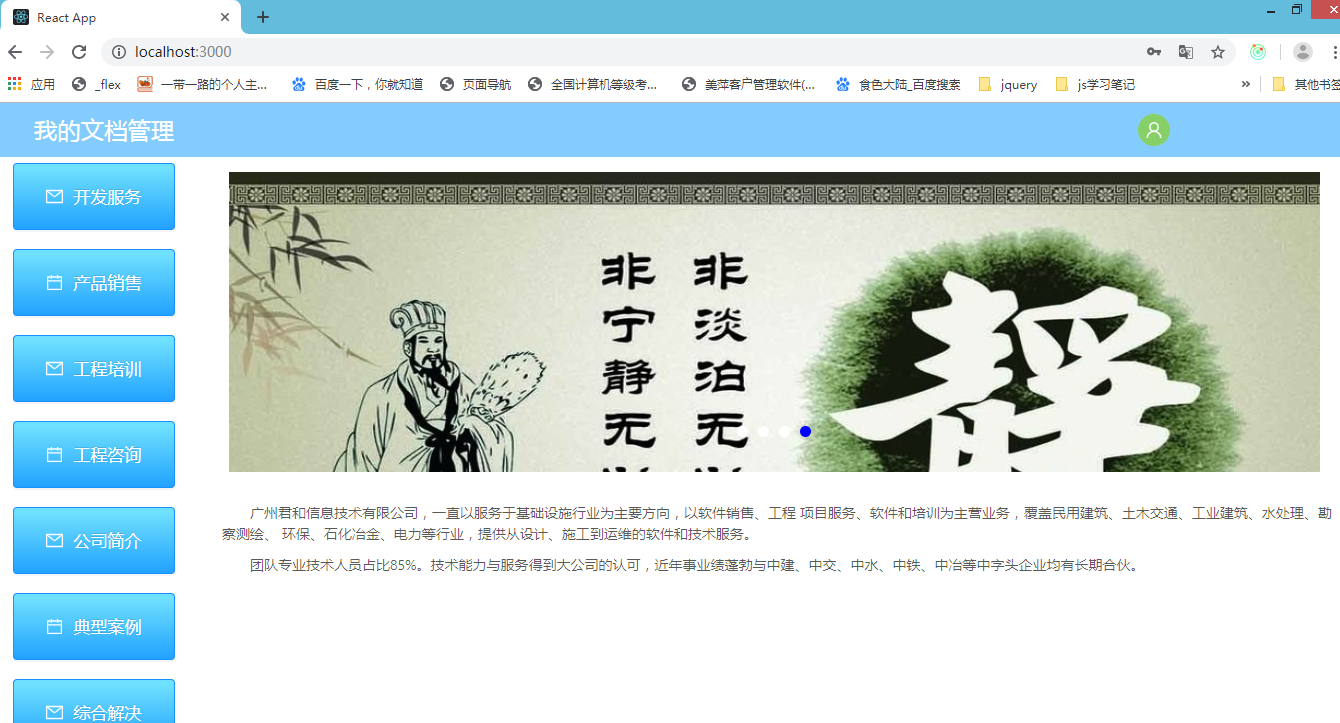 React App
localhost:3000
应用
_flex
一带一路的个人主...
百度一下，你就知道
页面导航
全国计算机等级考...
美萍客户管理软件(...
食色大陆_百度搜索
jquery
js学习笔记
»
其他书签
我的文档管理
开发服务
产品销售
工程培训
工程咨询
公司简介
典型案例
综合解决
非淡泊无
非宁静无
靜
广州君和信息技术有限公司，一直以服务于基础设施行业为主要方向，以软件销售、工程 项目服务、软件和培训为主营业务，覆盖民用建筑、土木交通、工业建筑、水处理、勘
察测绘、 环保、石化冶金、电力等行业，提供从设计、施工到运维的软件和技术服务。
团队专业技术人员占比85%。技术能力与服务得到大公司的认可，近年事业绩蓬勃与中建、中交、中水、中铁、中冶等中字头企业均有长期合伙。